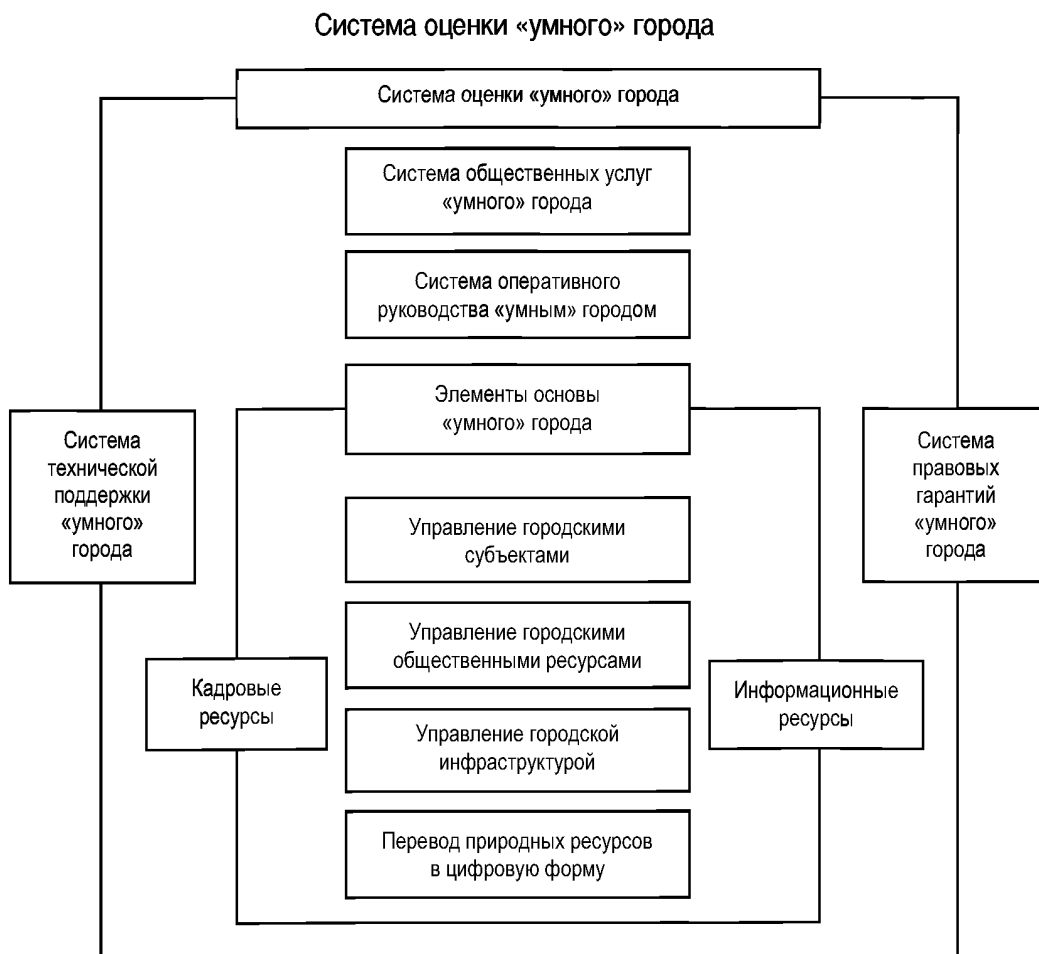 Система оценки «умного» города
Система оценки «умного» города
Система общественных услуг
«умного» города
Система оперативного
руководства «умным» городом
Элементы основы
«умного» города
Система
технической
поддержки
«умного»
города
Система
правовых
гарантий
«умного»
города
Управление городскими
субъектами
Управление городскими
общественными ресурсами
Кадровые
ресурсы
Информационные
ресурсы
Управление городской
инфраструктурой
Перевод природных ресурсов
в цифровую форму